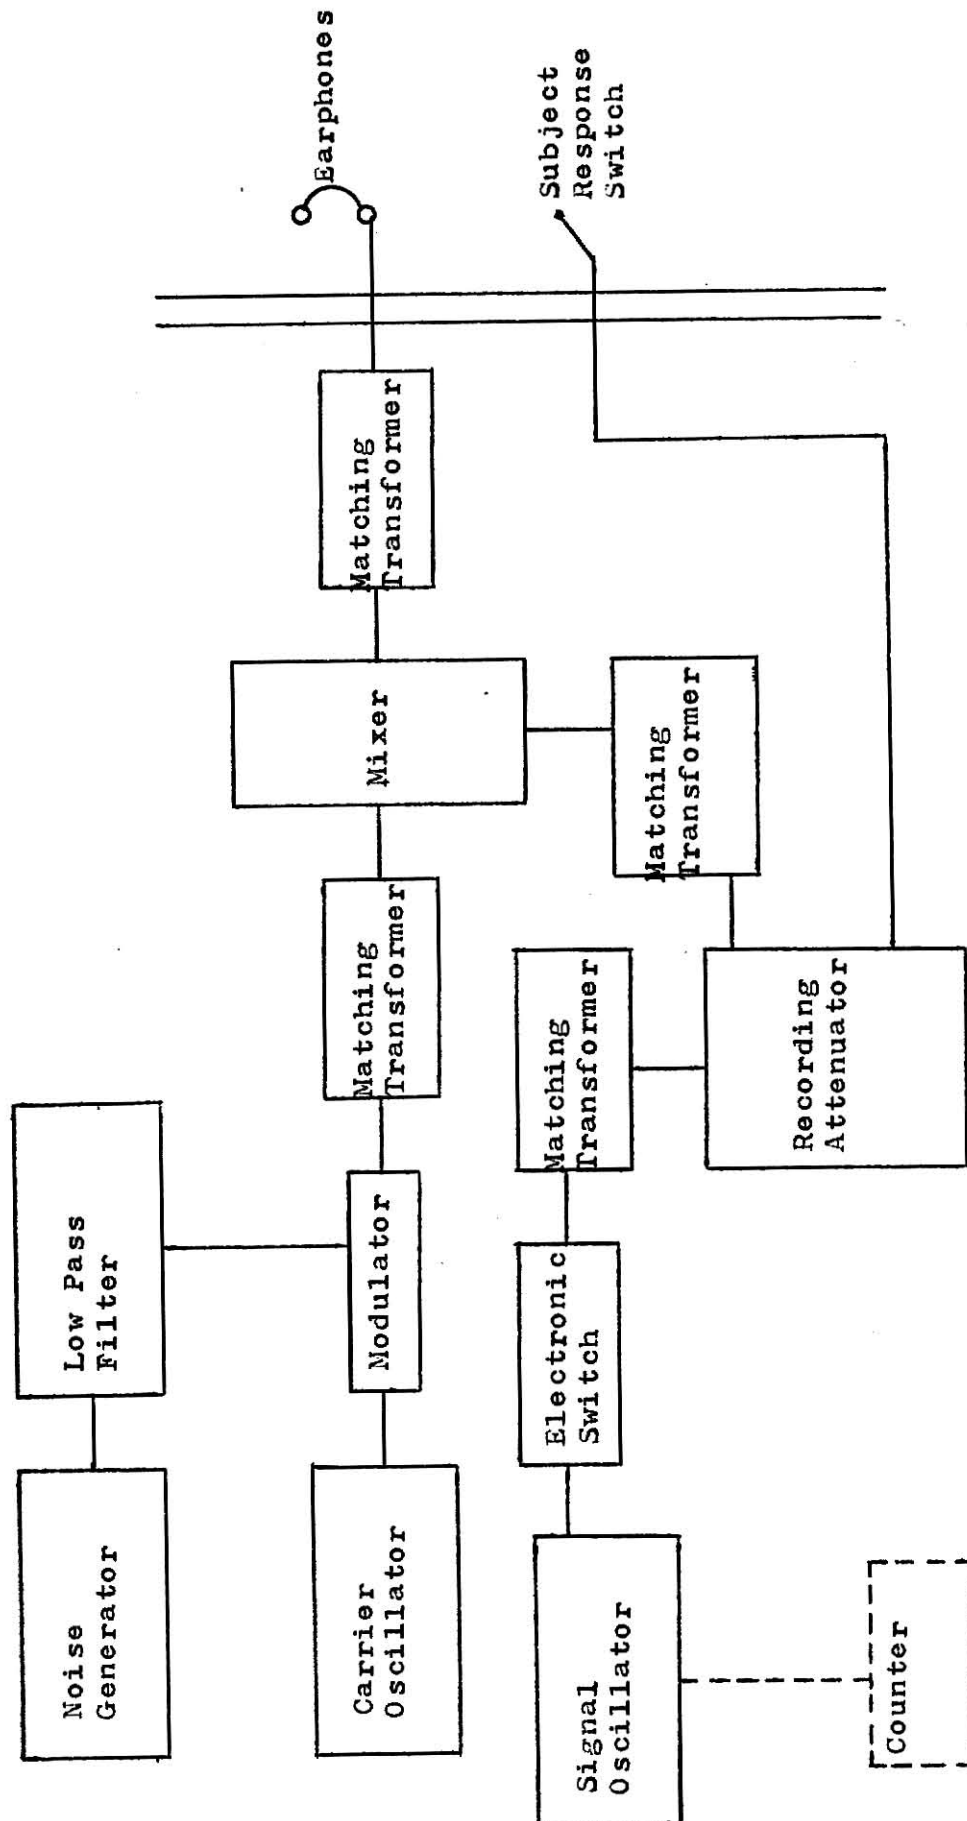 Noise
Generator
Low Pass
Filter
Carrier
Oscillator
Modulator
Matching
Transformer
Mixer
Matching
Transformer
Earphones
Signal
Oscillator
Electronic
Switch
Matching
Transformer
Matching
Transformer
Subject
Response
Switch
Recording
Attenuator
Counter